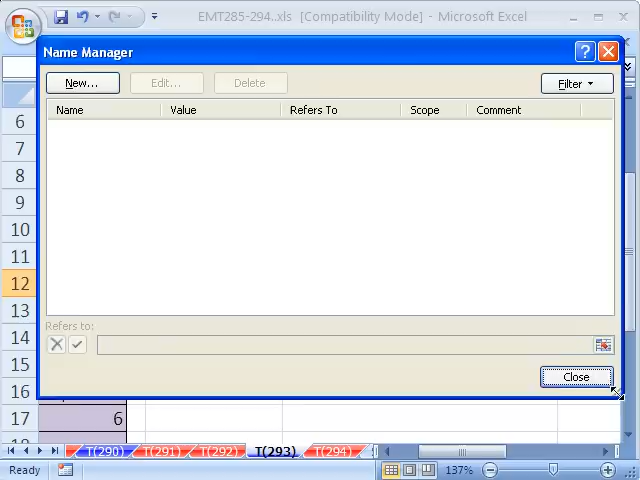 EMT285-294..xls [Compatibility Mode] - Microsoft Excel
Name Manager
New... Edit... Delete Filter
Name Value Refers To Scope Comment
6
7
8
9
10
11
12
13
14
15
16
17 6
Refers to:
Close
T(290) T(291) T(292) T(293) T(294)
Ready 137%